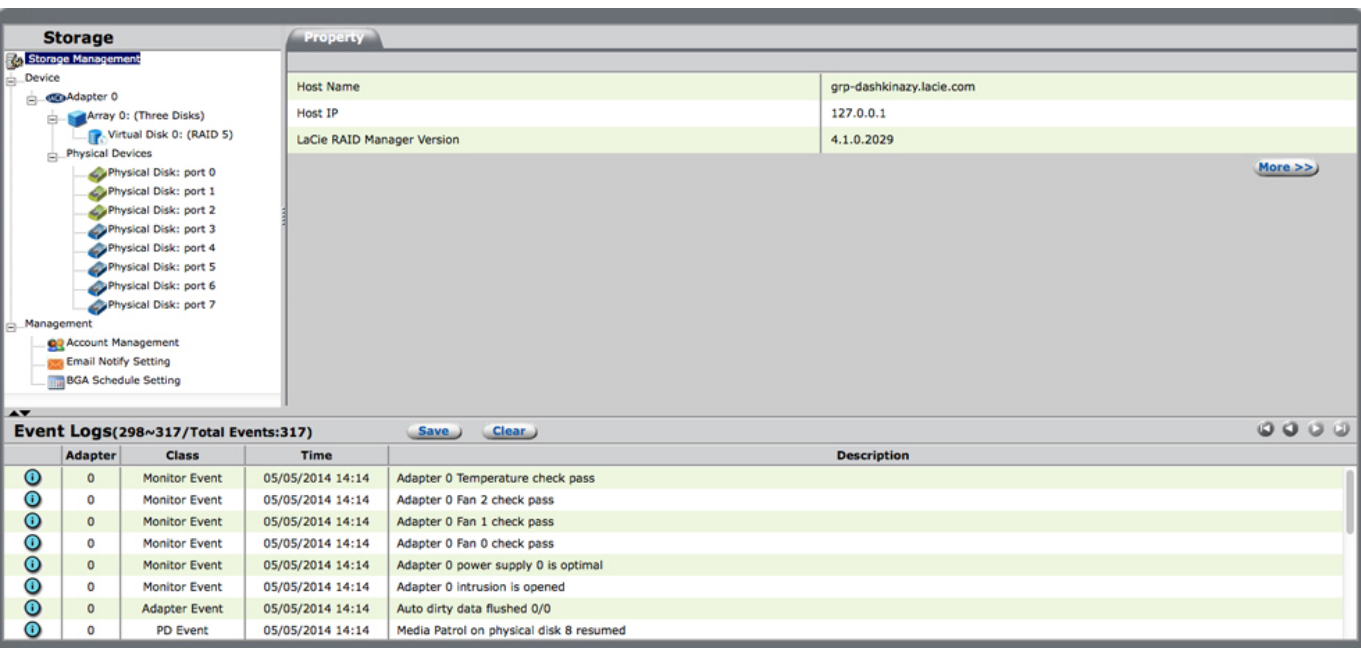 Storage
Property
Storage Management
Device
Adapter 0
Array 0: (Three Disks)
Virtual Disk 0: (RAID 5)
Physical Devices
Physical Disk: port 0
Physical Disk: port 1
Physical Disk: port 2
Physical Disk: port 3
Physical Disk: port 4
Physical Disk: port 5
Physical Disk: port 6
Physical Disk: port 7
Management
Account Management
Email Notify Setting
BGA Schedule Setting
Host Name grp-dashkinazy.lacie.com
Host IP 127.0.0.1
LaCie RAID Manager Version 4.1.0.2029
More >>
Event Logs(298~317/Total Events:317) Save Clear
Adapter Class Time Description
0 Monitor Event 05/05/2014 14:14 Adapter 0 Temperature check pass
0 Monitor Event 05/05/2014 14:14 Adapter 0 Fan 2 check pass
0 Monitor Event 05/05/2014 14:14 Adapter 0 Fan 1 check pass
0 Monitor Event 05/05/2014 14:14 Adapter 0 Fan 0 check pass
0 Monitor Event 05/05/2014 14:14 Adapter 0 power supply 0 is optimal
0 Monitor Event 05/05/2014 14:14 Adapter 0 intrusion is opened
0 Adapter Event 05/05/2014 14:14 Auto dirty data flushed 0/0
0 PD Event 05/05/2014 14:14 Media Patrol on physical disk 8 resumed